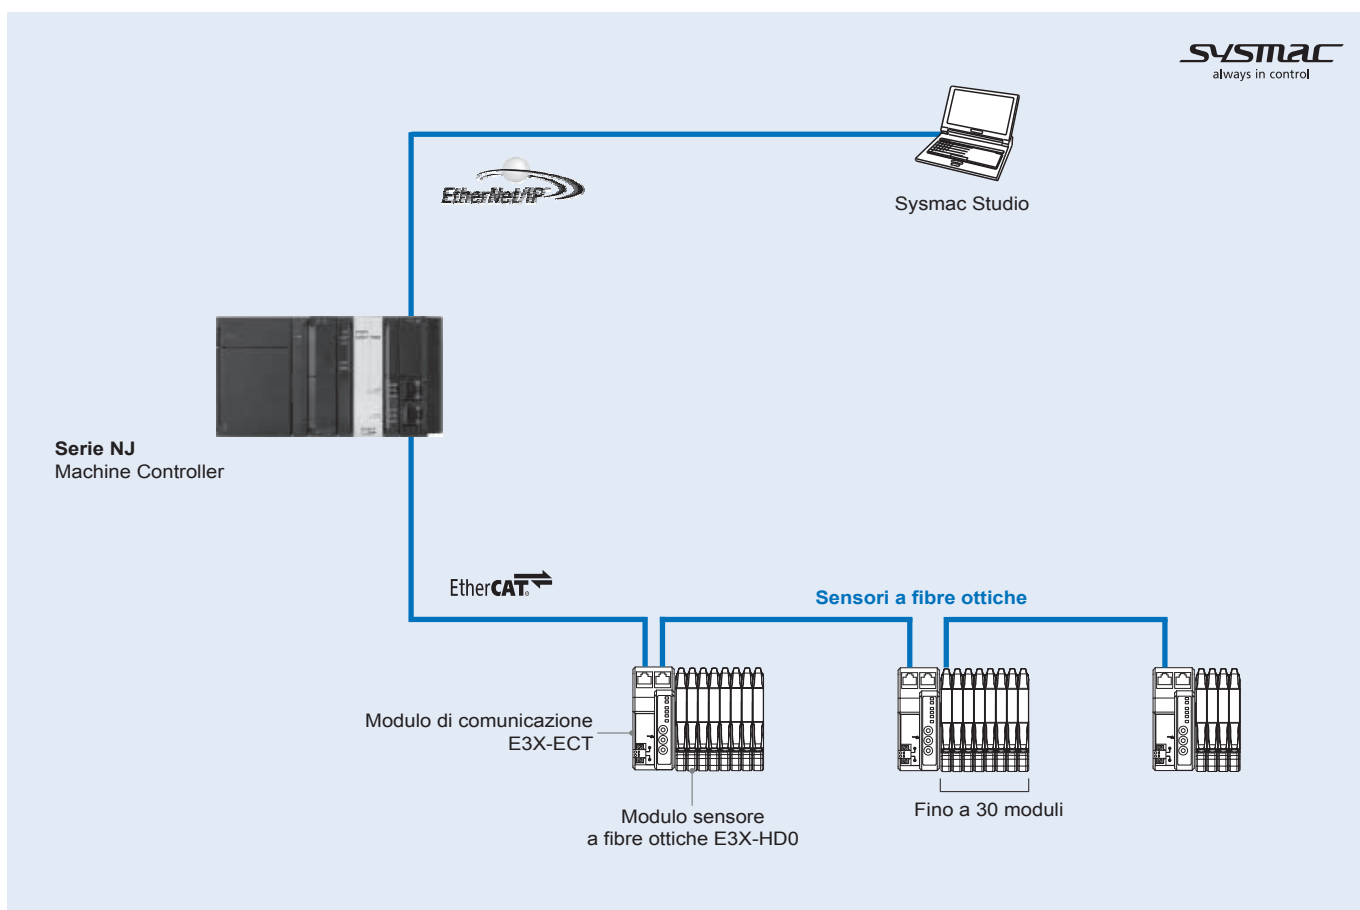 sysmac
always in control
EtherNet/IP
Sysmac Studio
Serie NJ
Machine Controller
EtherCAT®
Sensori a fibre ottiche
Modulo di comunicazione
E3X-ECT
Modulo sensore
a fibre ottiche E3X-HD0
Fino a 30 moduli